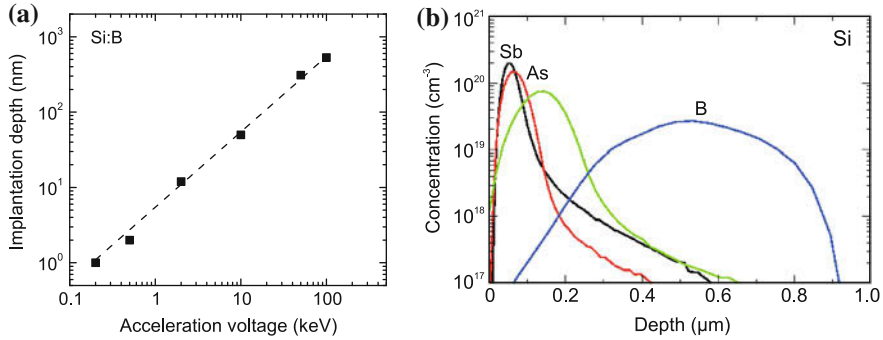 (a)
Si:B
10³
10²
10¹
10⁰
0.1 1 10 100
Implantation depth (nm)
Acceleration voltage (keV)
(b)
Si
Sb
As
B
10²¹
10²⁰
10¹⁹
10¹⁸
10¹⁷
0 0.2 0.4 0.6 0.8 1.0
Concentration (cm⁻³)
Depth (μm)